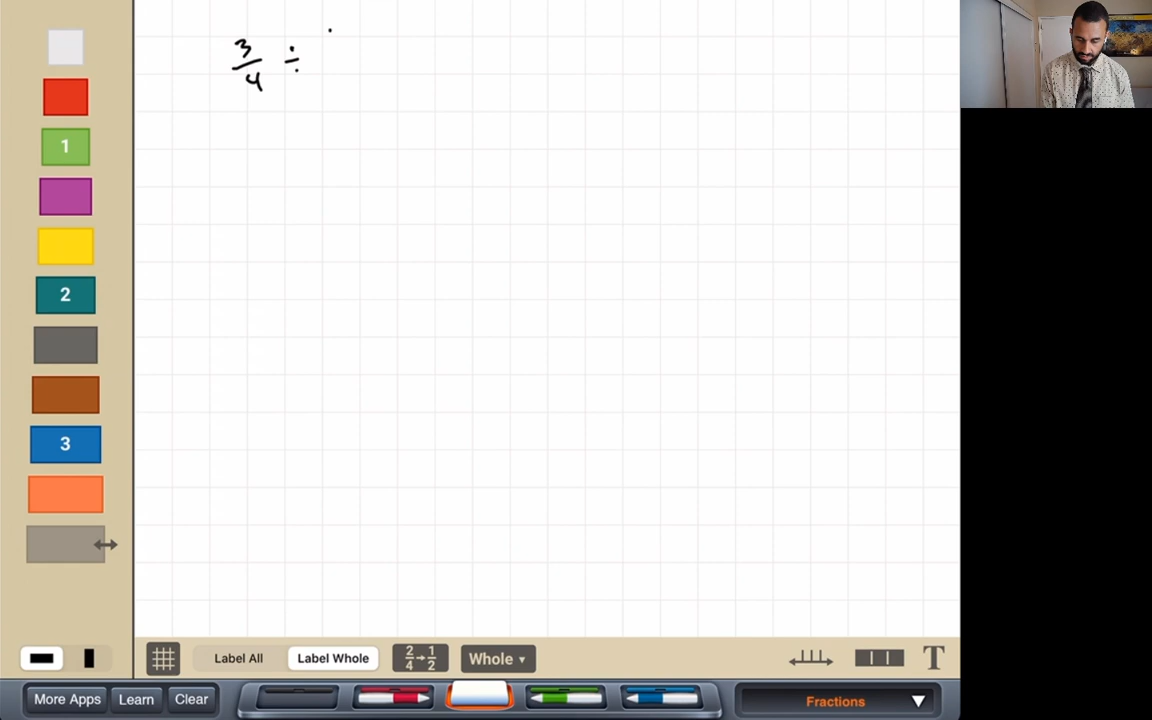 3/4 ÷
1
2
3
Label All
Label Whole
2/4 → 1/2
Whole
T
More Apps
Learn
Clear
Fractions